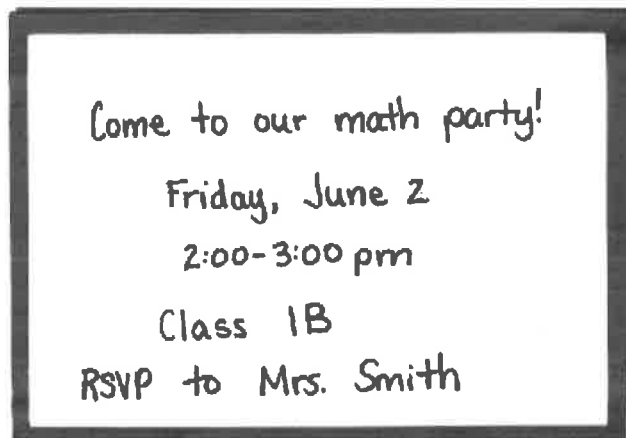 Come to our math party!
Friday, June 2
2:00-3:00 pm
Class 1B
RSVP to Mrs. Smith